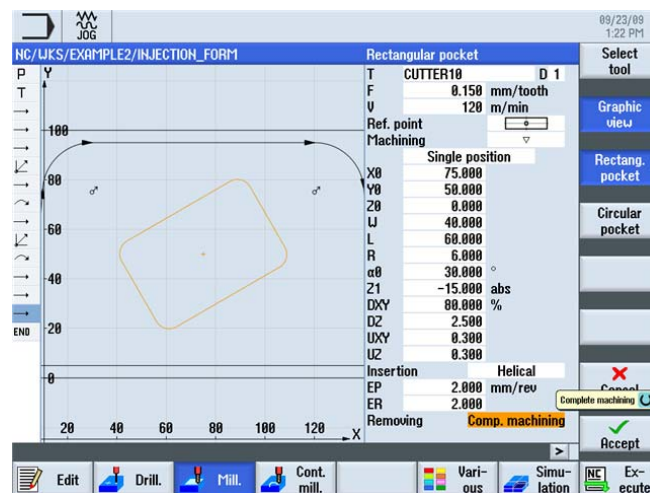 JOG
09/23/09
1:22 PM
NC/WKS/EXAMPLE2/INJECTION_FORM
Rectangular pocket
Select
tool
P
Y
T
T CUTTER10 D 1
F 0.150 mm/tooth
V 120 m/min
Graphic
view
Ref. point
100
Machining
Single position
Rectang.
pocket
X0 75.000
80
Y0 50.000
Z0 0.000
W 40.000
Circular
pocket
60
L 60.000
R 6.000
α0 30.000 °
40
Z1 -15.000 abs
DXY 80.000 %
DZ 2.500
END
20
UXY 0.300
UZ 0.300
Insertion Helical
0
EP 2.000 mm/rev
Cancel
Complete machining
ER 2.000
Removing Comp. machining
20 40 60 80 100 120 X
Accept
>
Edit
Drill.
Mill.
Cont.
mill.
Vari-
ous
Simu-
lation
NC
Ex-
ecute